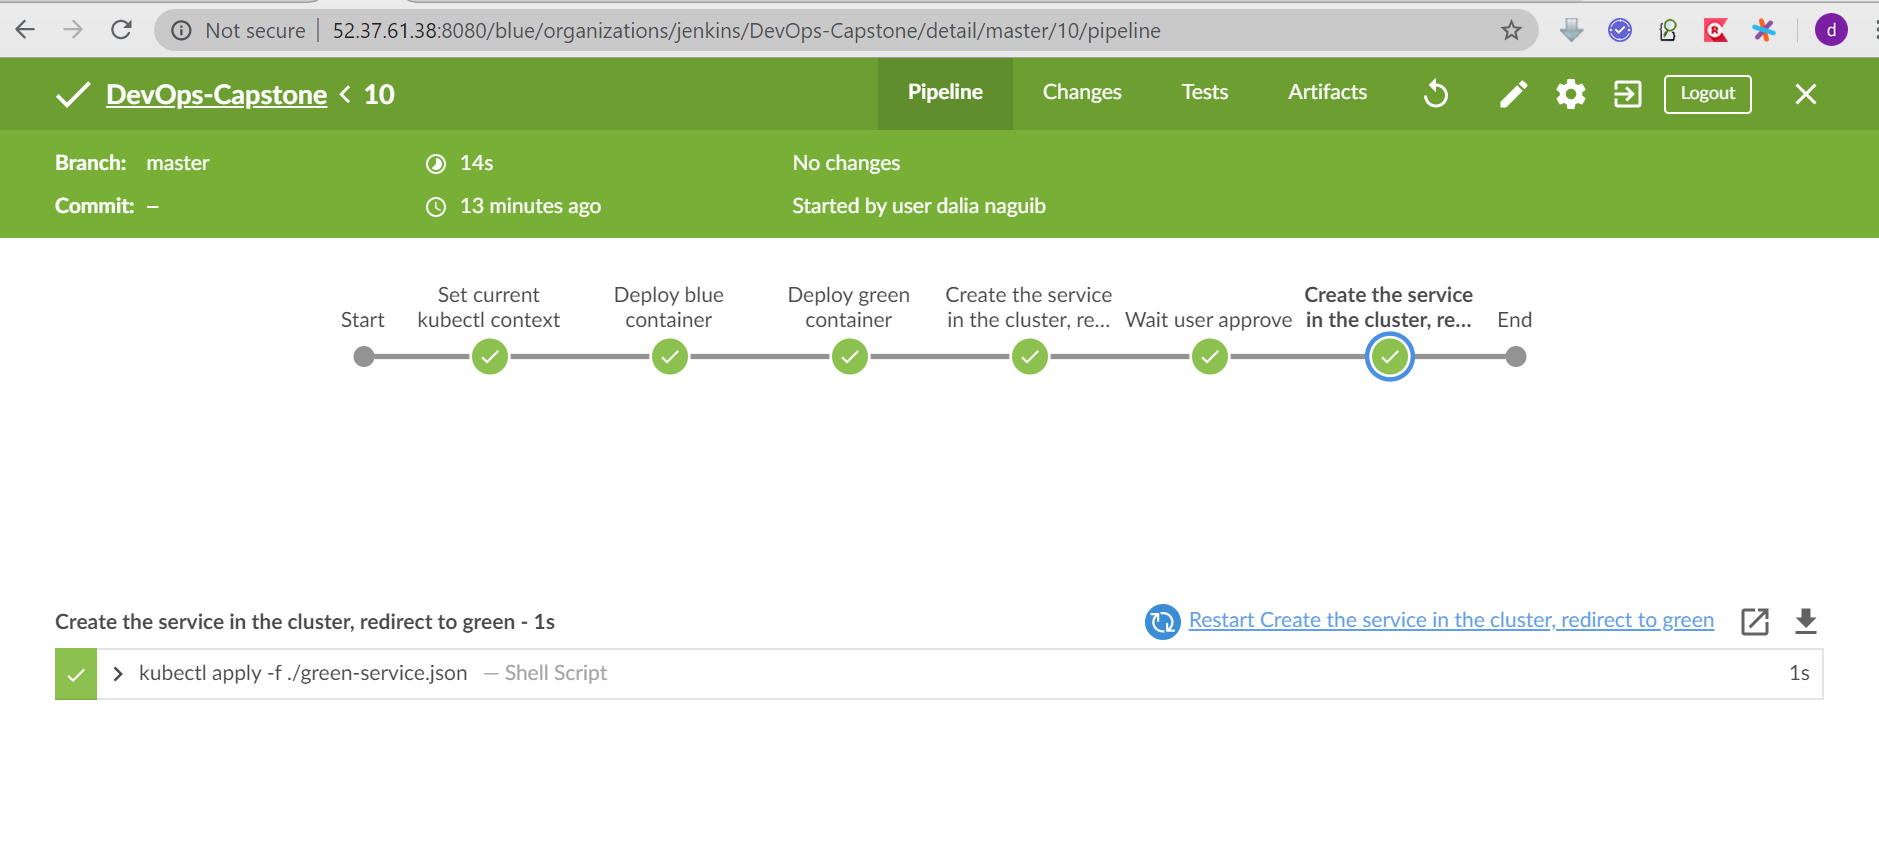 Not secure 52.37.61.38:8080/blue/organizations/jenkins/DevOps-Capstone/detail/master/10/pipeline
d
DevOps-Capstone < 10
Pipeline
Changes
Tests
Artifacts
Logout
Branch: master
14s
No changes
Commit: –
13 minutes ago
Started by user dalia naguib
Start
Set current
kubectl context
Deploy blue
container
Deploy green
container
Create the service
in the cluster, re...
Wait user approve
Create the service
in the cluster, re...
End
Create the service in the cluster, redirect to green - 1s
Restart Create the service in the cluster, redirect to green
kubectl apply -f ./green-service.json — Shell Script
1s